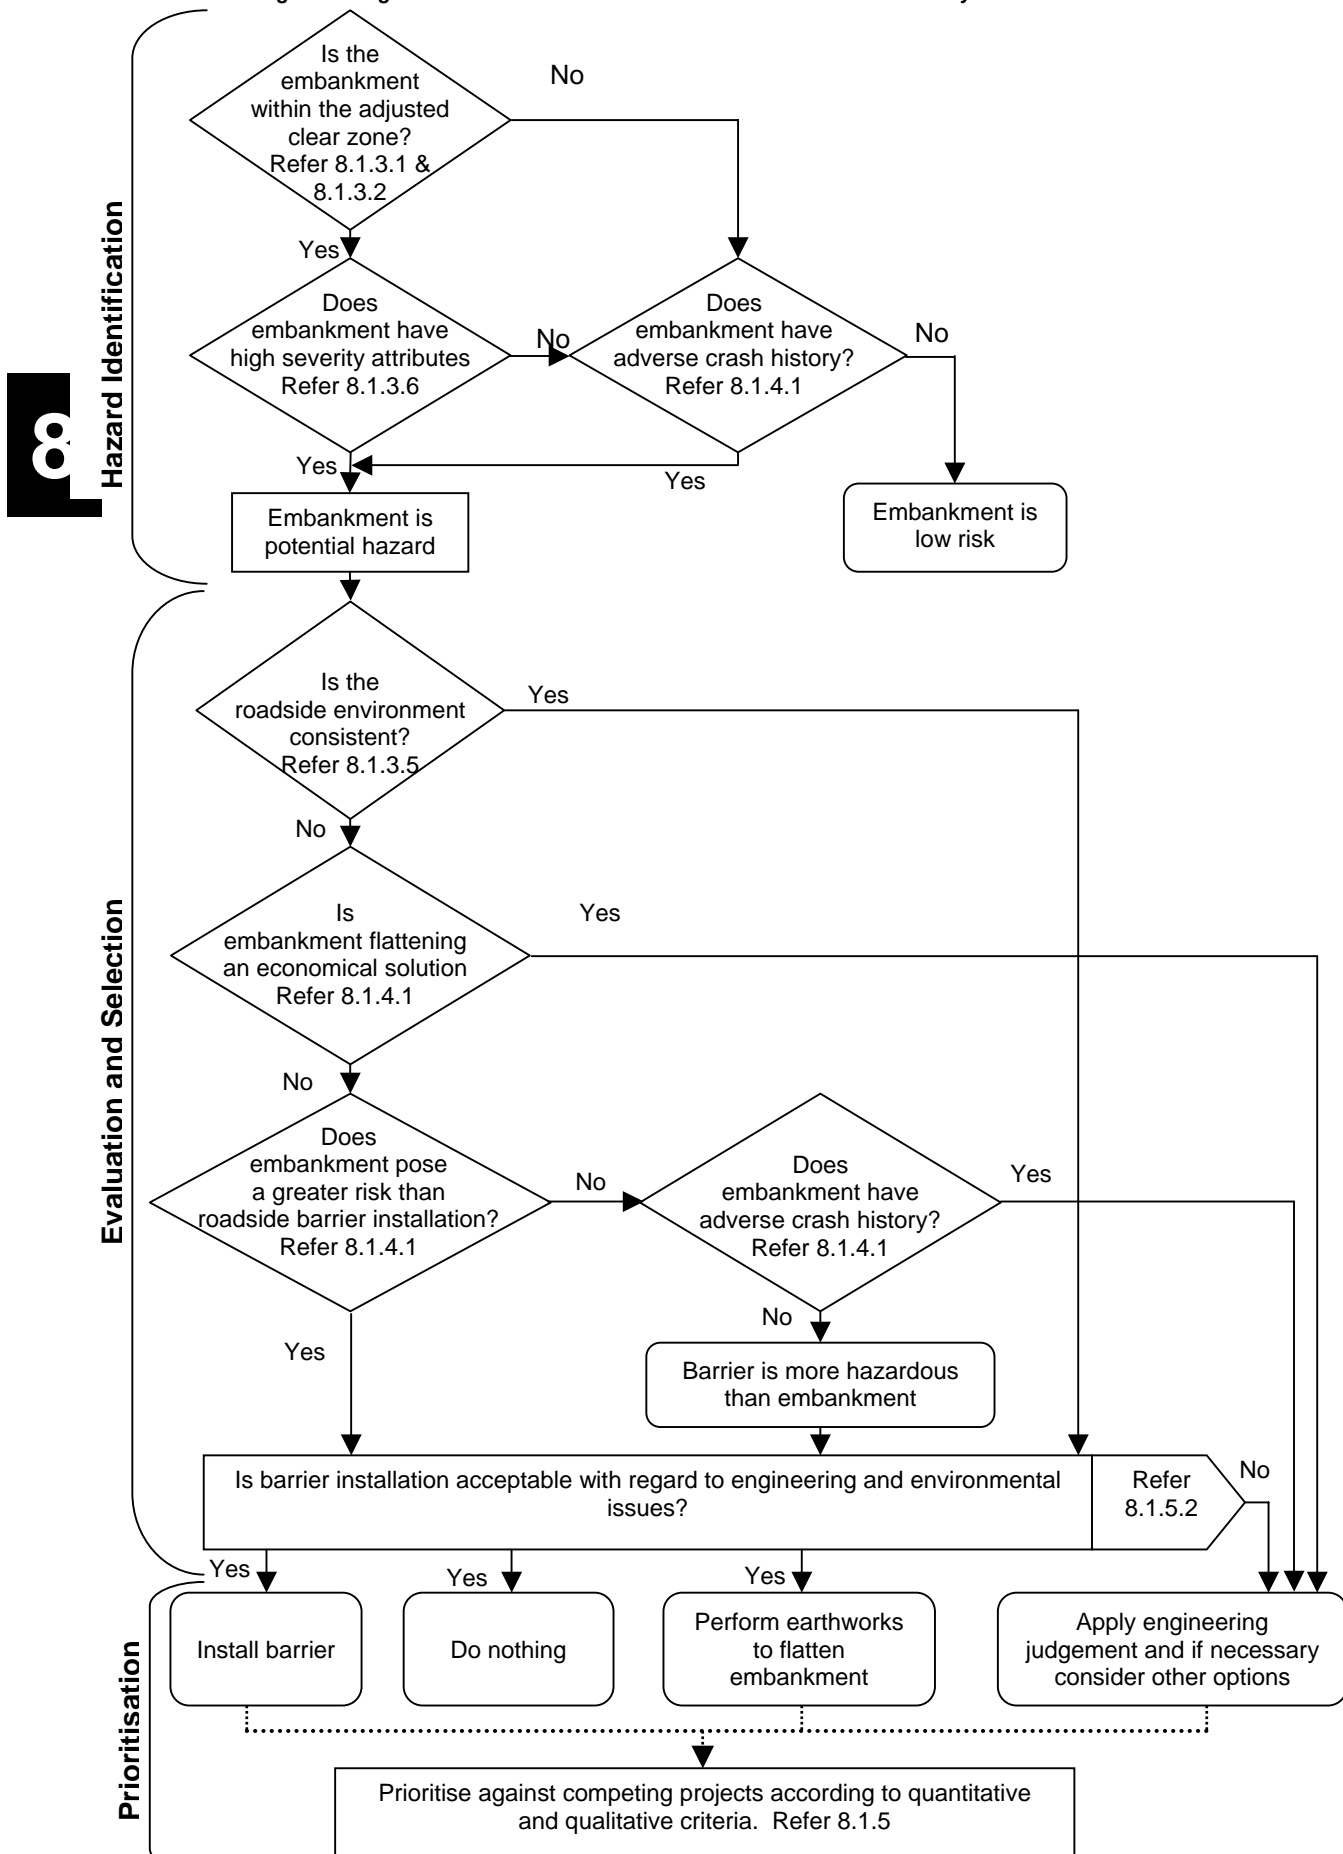 Is the
embankment
within the adjusted
clear zone?
Refer 8.1.3.1 &
8.1.3.2
No
Yes
Hazard Identification
8
Does
embankment have
high severity attributes
Refer 8.1.3.6
No
Does
embankment have
adverse crash history?
Refer 8.1.4.1
No
Yes
Yes
Embankment is
potential hazard
Embankment is
low risk
Evaluation and Selection
Is the
roadside environment
consistent?
Refer 8.1.3.5
Yes
No
Is
embankment flattening
an economical solution
Refer 8.1.4.1
Yes
No
Does
embankment pose
a greater risk than
roadside barrier installation?
Refer 8.1.4.1
No
Does
embankment have
adverse crash history?
Refer 8.1.4.1
Yes
No
Yes
Barrier is more hazardous
than embankment
Is barrier installation acceptable with regard to engineering and environmental
issues?
Refer
8.1.5.2
No
Yes
Yes
Yes
Prioritisation
Install barrier
Do nothing
Perform earthworks
to flatten
embankment
Apply engineering
judgement and if necessary
consider other options
Prioritise against competing projects according to quantitative
and qualitative criteria. Refer 8.1.5